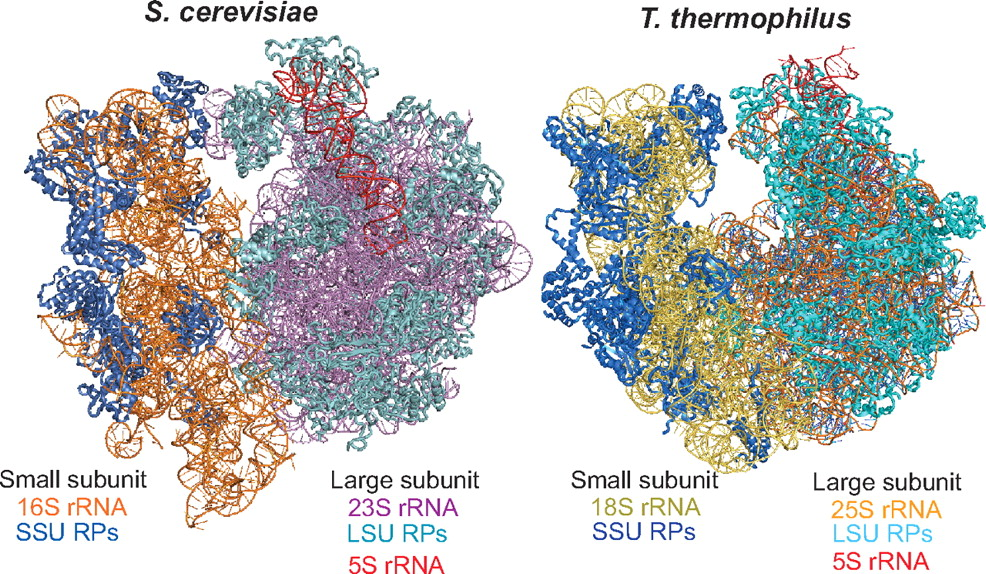 S. cerevisiae
T. thermophilus
Small subunit
16S rRNA
SSU RPs
Large subunit
23S rRNA
LSU RPs
5S rRNA
Small subunit
18S rRNA
SSU RPs
Large subunit
25S rRNA
LSU RPs
5S rRNA